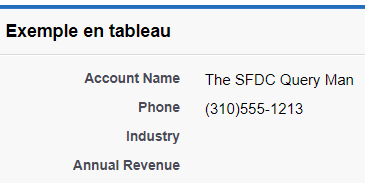 Exemple en tableau
Account Name The SFDC Query Man
Phone (310)555-1213
Industry
Annual Revenue